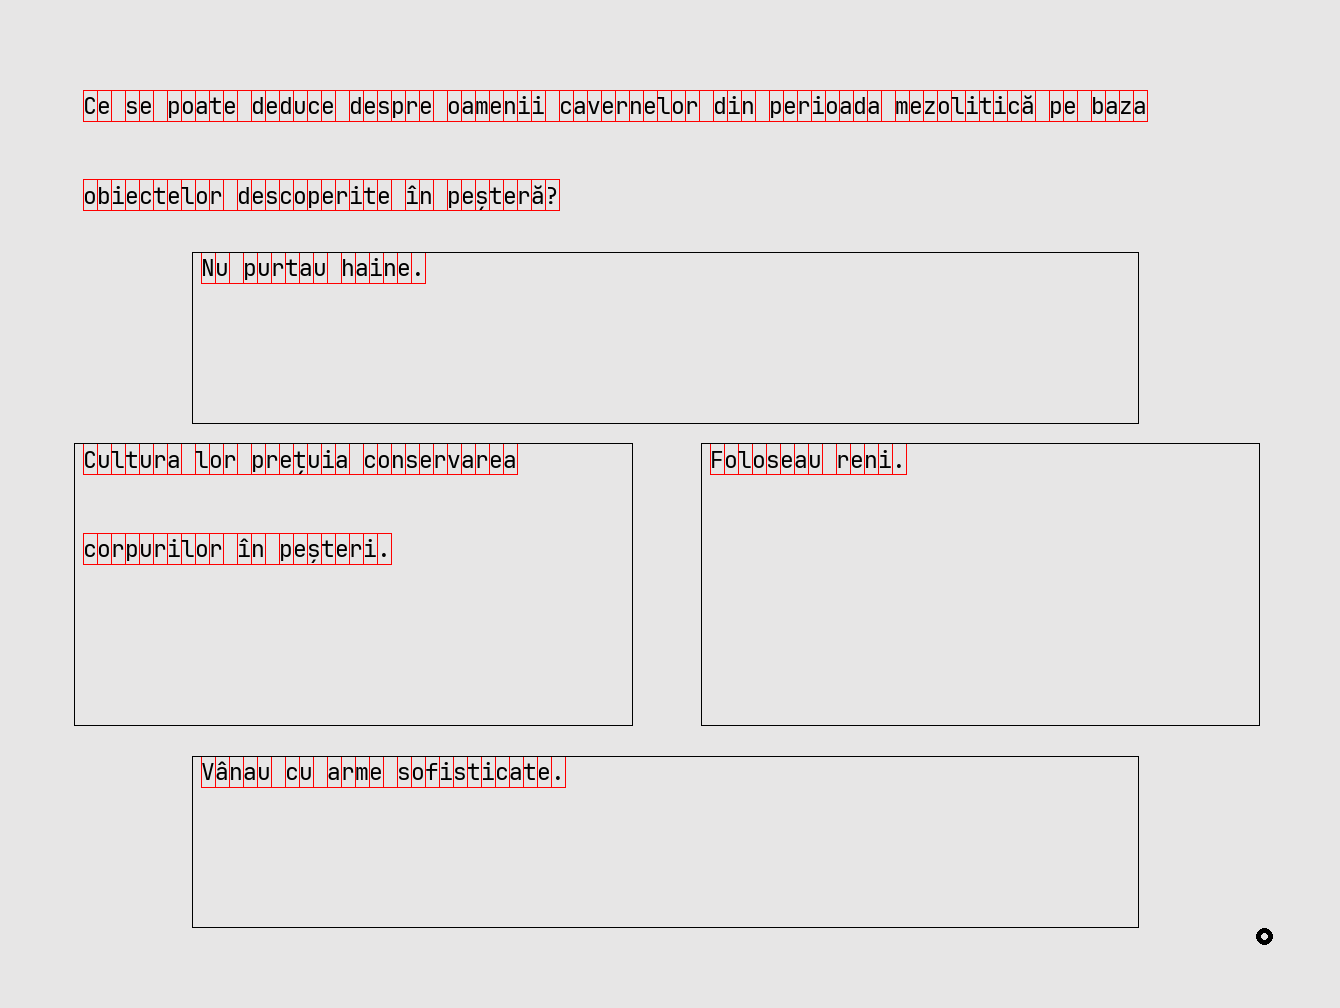 Ce se poate deduce despre oamenii cavernelor din perioada mezolitică pe baza
obiectelor descoperite în peșteră?
Nu purtau haine.
Cultura lor prețuia conservarea
corpurilor în peșteri.
Foloseau reni.
Vânau cu arme sofisticate.